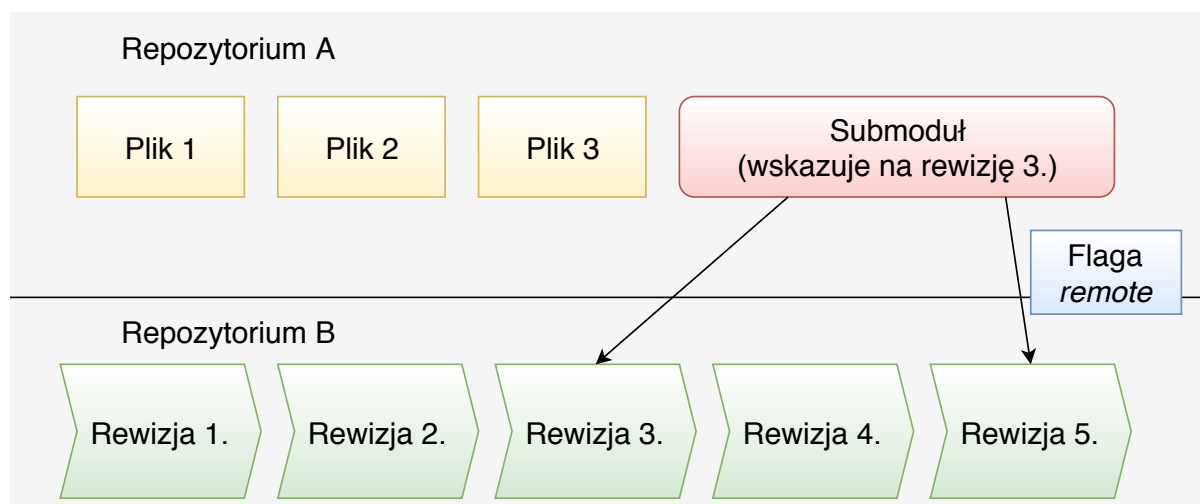 Repozytorium A
Plik 1
Plik 2
Plik 3
Submoduł
(wskazuje na rewizję 3.)
Flaga
remote
Repozytorium B
Rewizja 1.
Rewizja 2.
Rewizja 3.
Rewizja 4.
Rewizja 5.